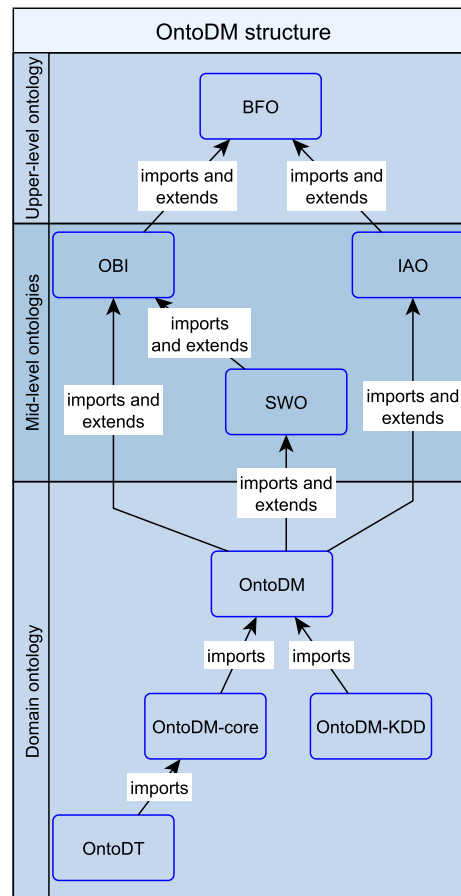 OntoDM structure
Upper-level ontology
BFO
imports and
extends
imports and
extends
Mid-level ontologies
OBI
IAO
imports
and extends
SWO
imports and
extends
imports and
extends
imports and
extends
Domain ontology
OntoDM
imports
imports
OntoDM-core
OntoDM-KDD
imports
OntoDT